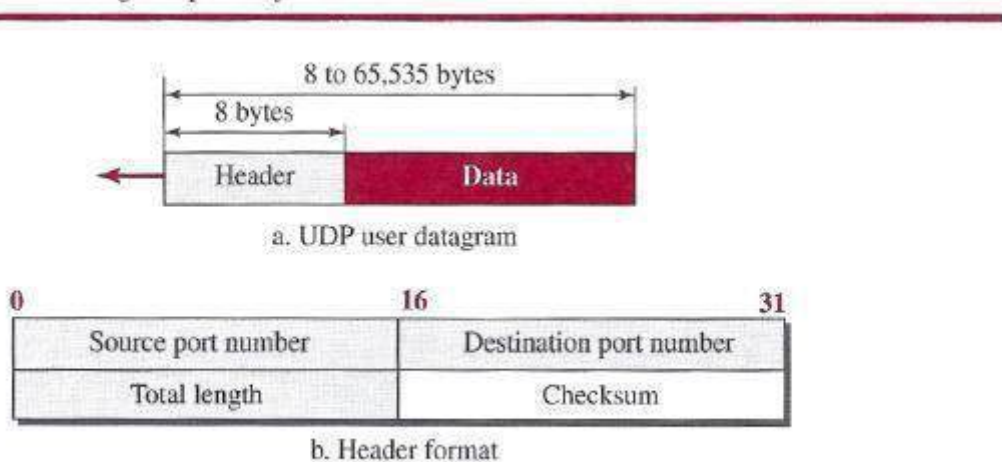 8 to 65,535 bytes
8 bytes
Header Data
a. UDP user datagram
0 16 31
Source port number Destination port number
Total length Checksum
b. Header format